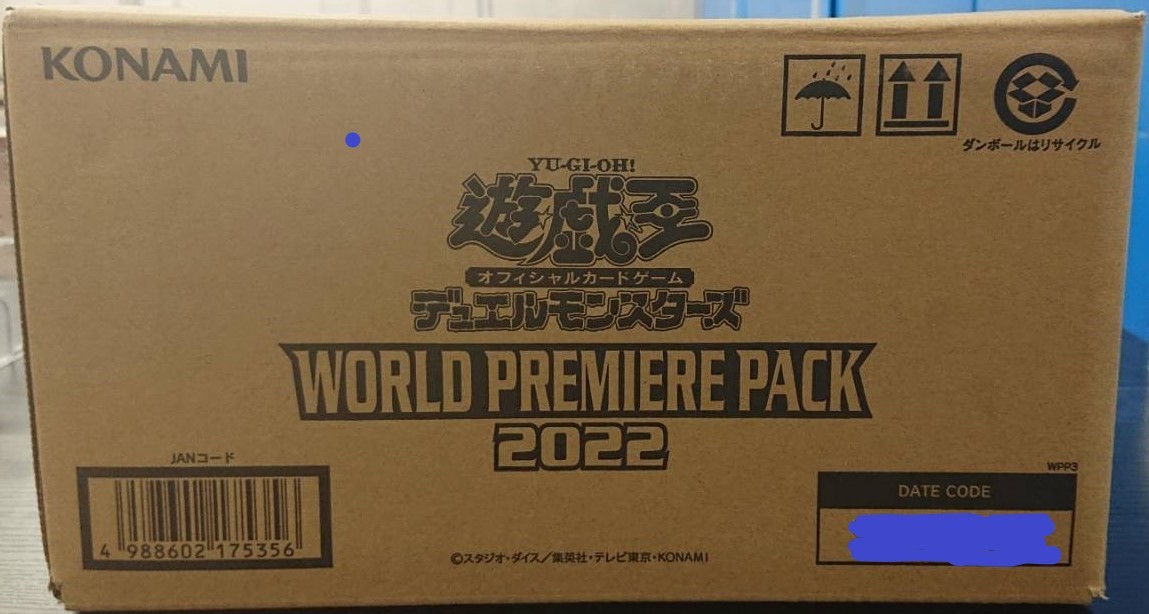 KONAMI
ダンボールはリサイクル
YU-GI-OH!
遊戯王
オフィシャルカードゲーム
デュエルモンスターズ
WORLD PREMIERE PACK
2022
JANコード
4 988602 175356
©スタジオ・ダイス／集英社・テレビ東京・KONAMI
WPP3
DATE CODE